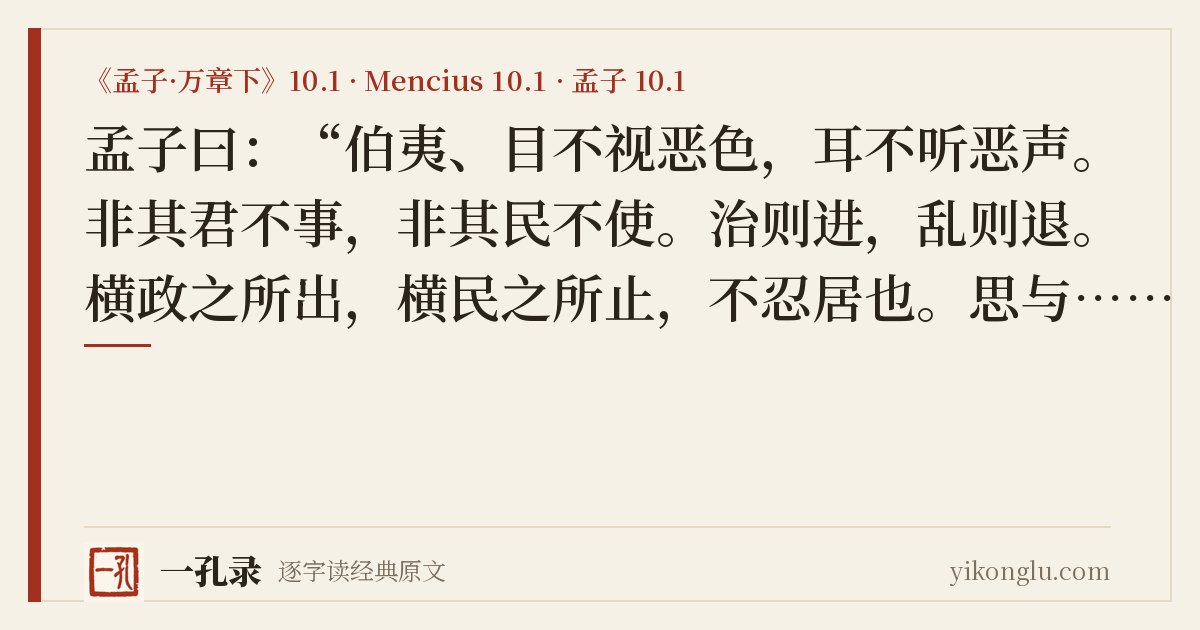 《孟子·万章下》10.1 · Mencius 10.1 · 孟子 10.1
孟子曰：“伯夷、目不视恶色，耳不听恶声。
非其君不事，非其民不使。治则进，乱则退。
横政之所出，横民之所止，不忍居也。思与……
一孔
一孔录 逐字读经典原文
yikonglu.com